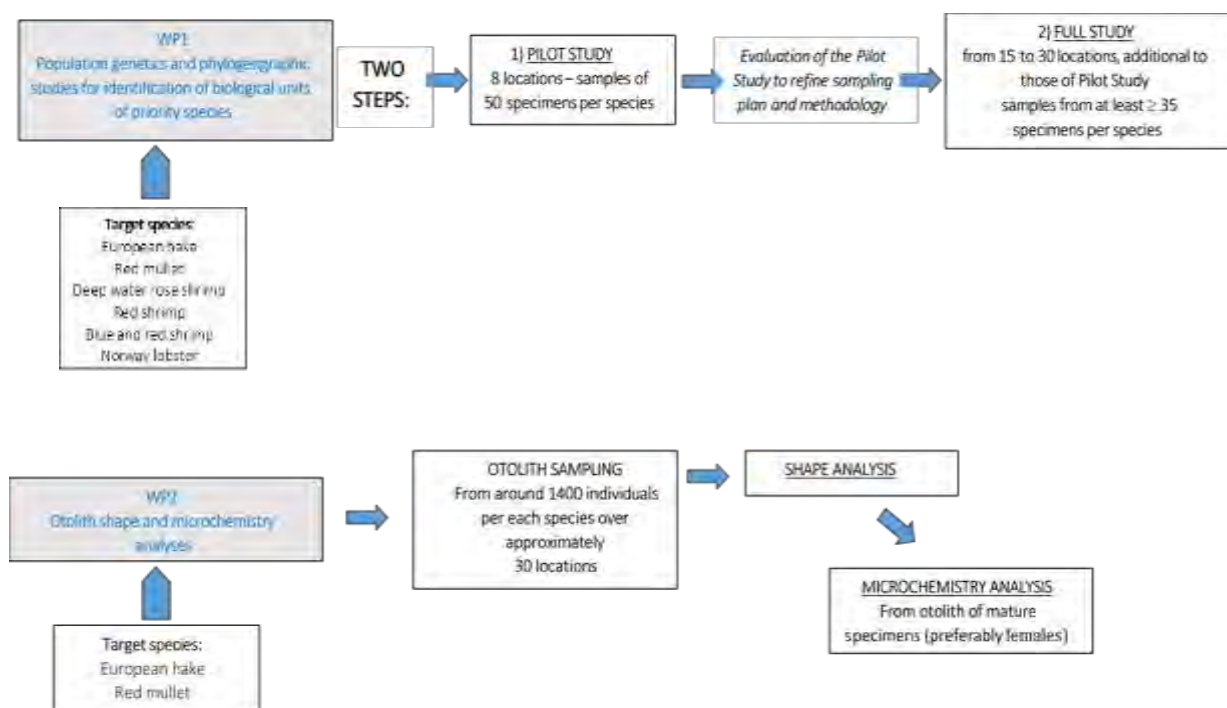 WP1
Population genetics and phylogeographic
studies for identification of biological units
of priority species
TWO
STEPS:
1) PILOT STUDY
8 locations – samples of
50 specimens per species
Evaluation of the Pilot
Study to refine sampling
plan and methodology
2) FULL STUDY
from 15 to 30 locations, additional to
those of Pilot Study
samples from at least ≥ 35
specimens per species
Target species:
European hake
Red mullet
Deep water rose shrimp
Red shrimp
Blue and red shrimp
Norway lobster
WP2
Otolith shape and microchemistry
analyses
OTOLITH SAMPLING
From around 1400 individuals
per each species over
approximately
30 locations
SHAPE ANALYSIS
MICROCHEMISTRY ANALYSIS
From otolith of mature
specimens (preferably females)
Target species:
European hake
Red mullet